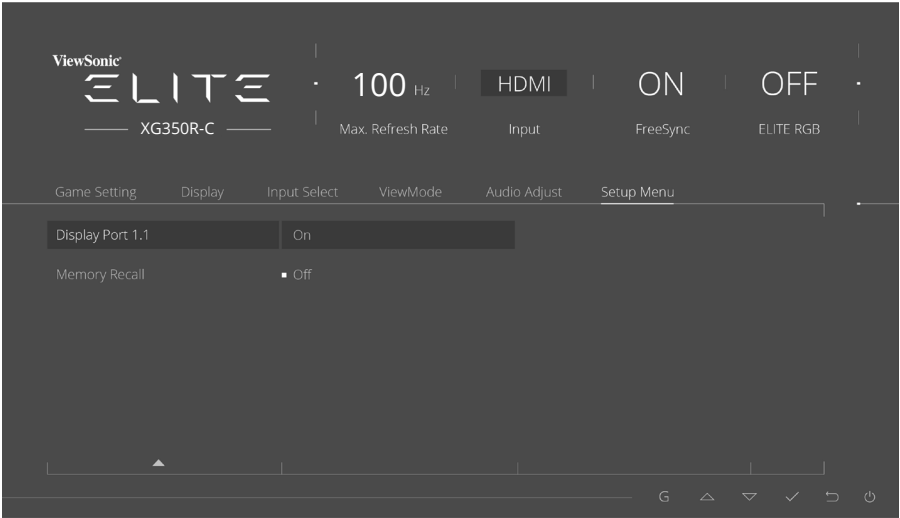 ViewSonic
ELITE
XG350R-C
100 Hz
Max. Refresh Rate
HDMI
Input
ON
FreeSync
OFF
ELITE RGB
Game Setting Display Input Select ViewMode Audio Adjust Setup Menu
Display Port 1.1 On
Memory Recall Off
G